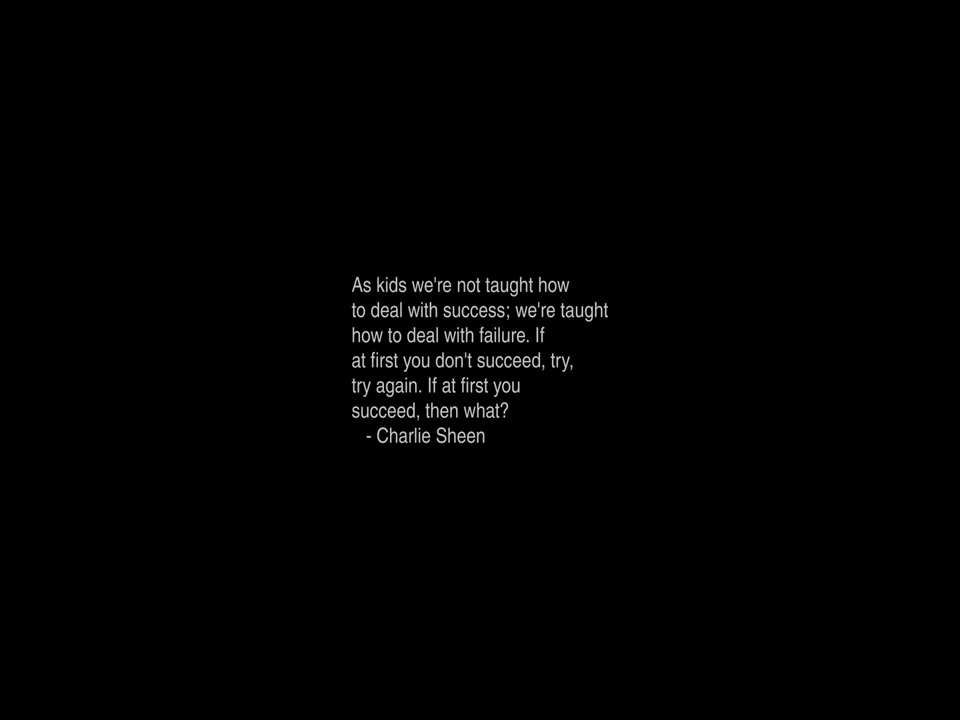 As kids we're not taught how
to deal with success; we're taught
how to deal with failure. If
at first you don't succeed, try,
try again. If at first you
succeed, then what?
- Charlie Sheen